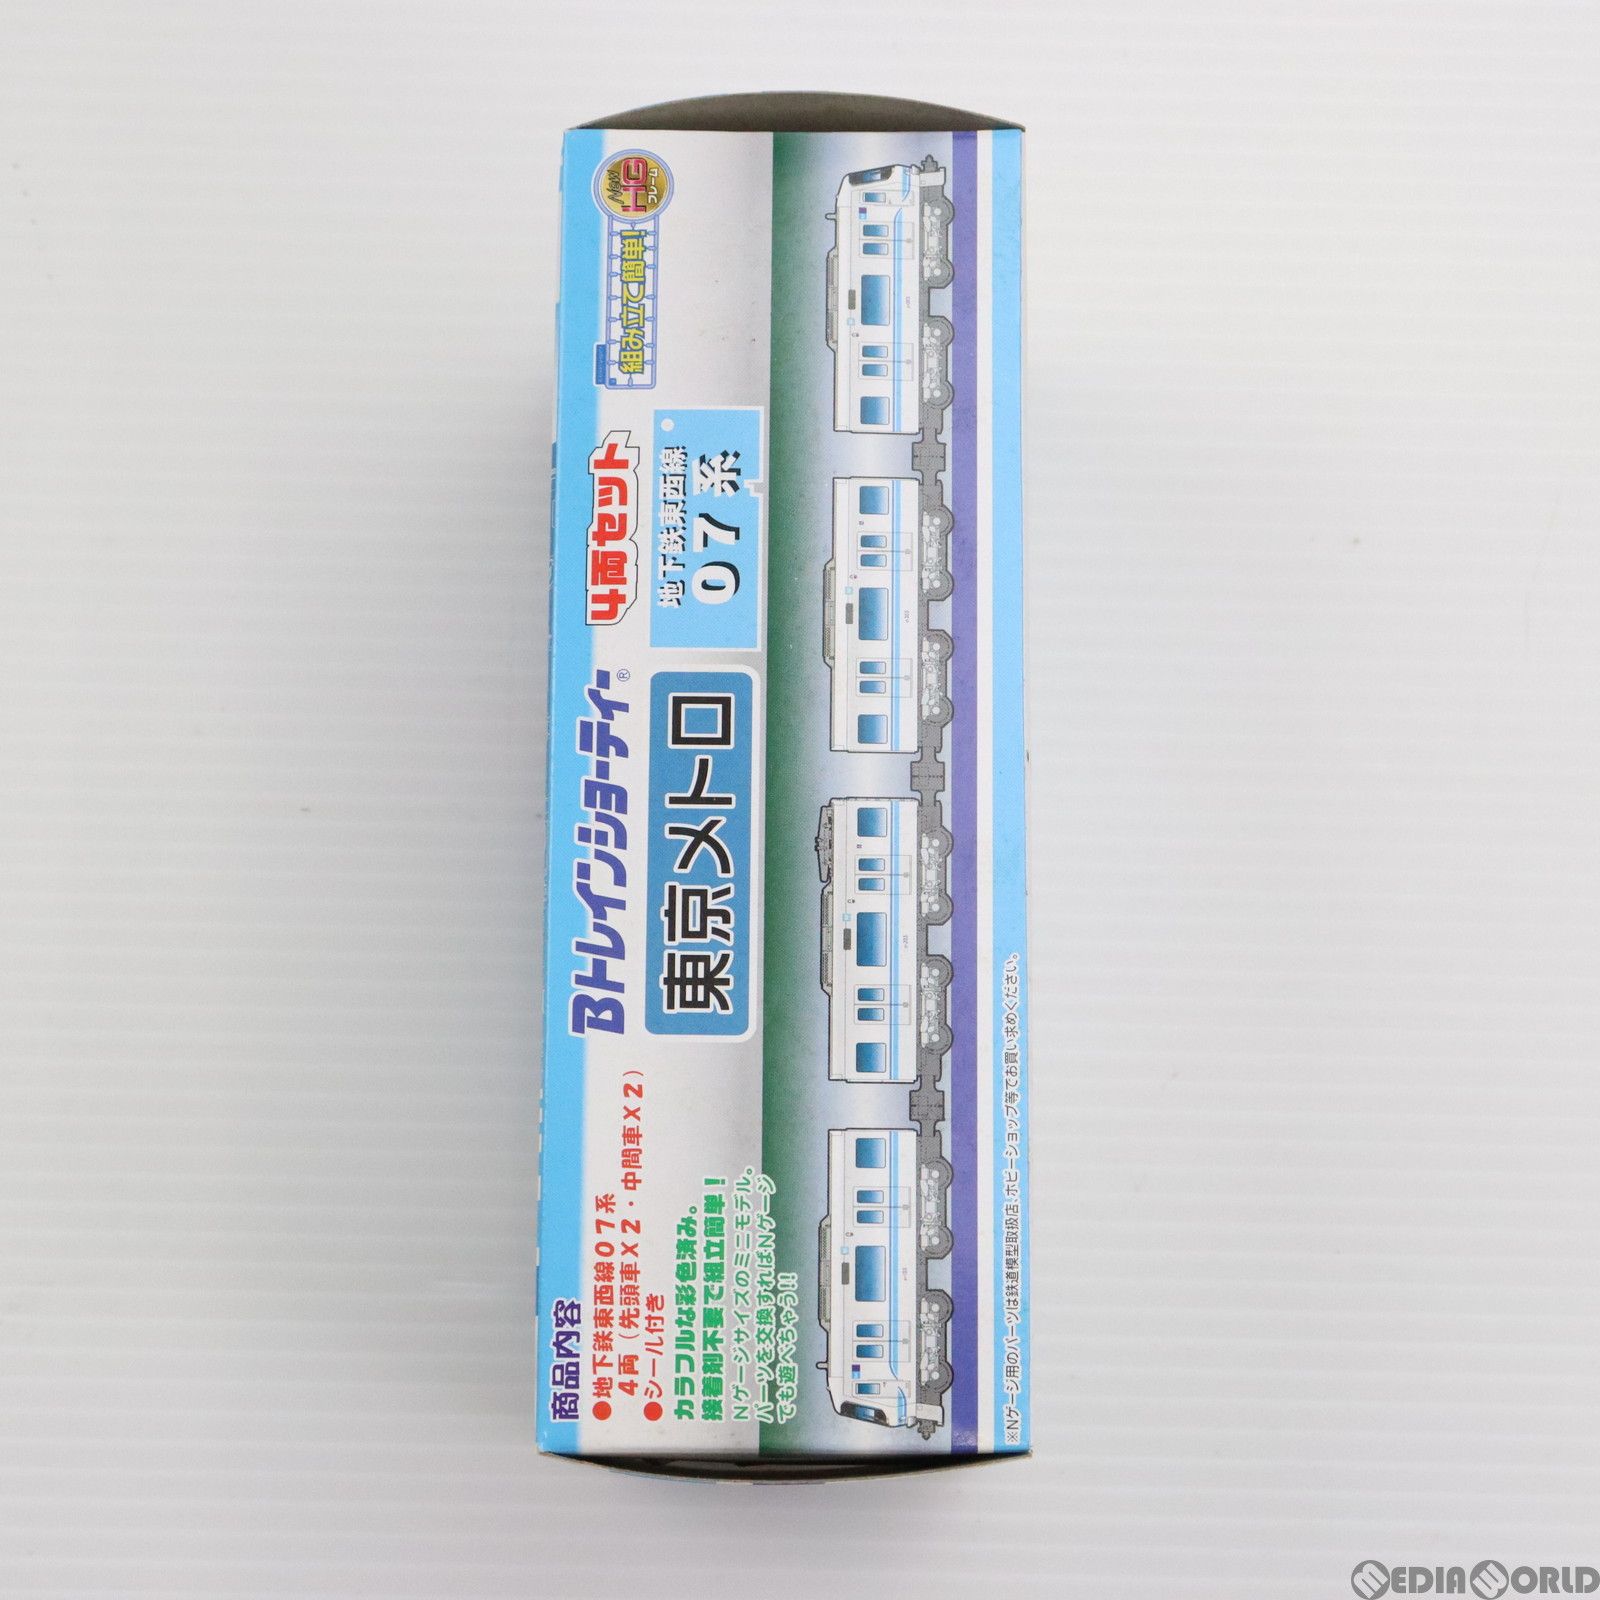 商品内容
●地下鉄東西線07系
4両(先頭車X2・中間車X2)
●シール付き
カラフルな彩色済み。
接着剤不要で組立簡単!
Nゲージサイズのミニモデル。
パーツを交換すればNゲージ
でも遊べちゃう!!
Bトレインショーティー®
東京メトロ
4両セット
地下鉄東西線
07系
New
HG
フレーム
組み立て簡単!
※Nゲージ用のパーツは鉄道模型取扱店、ホビーショップ等でお買い求めください。
MEDIAWORLD